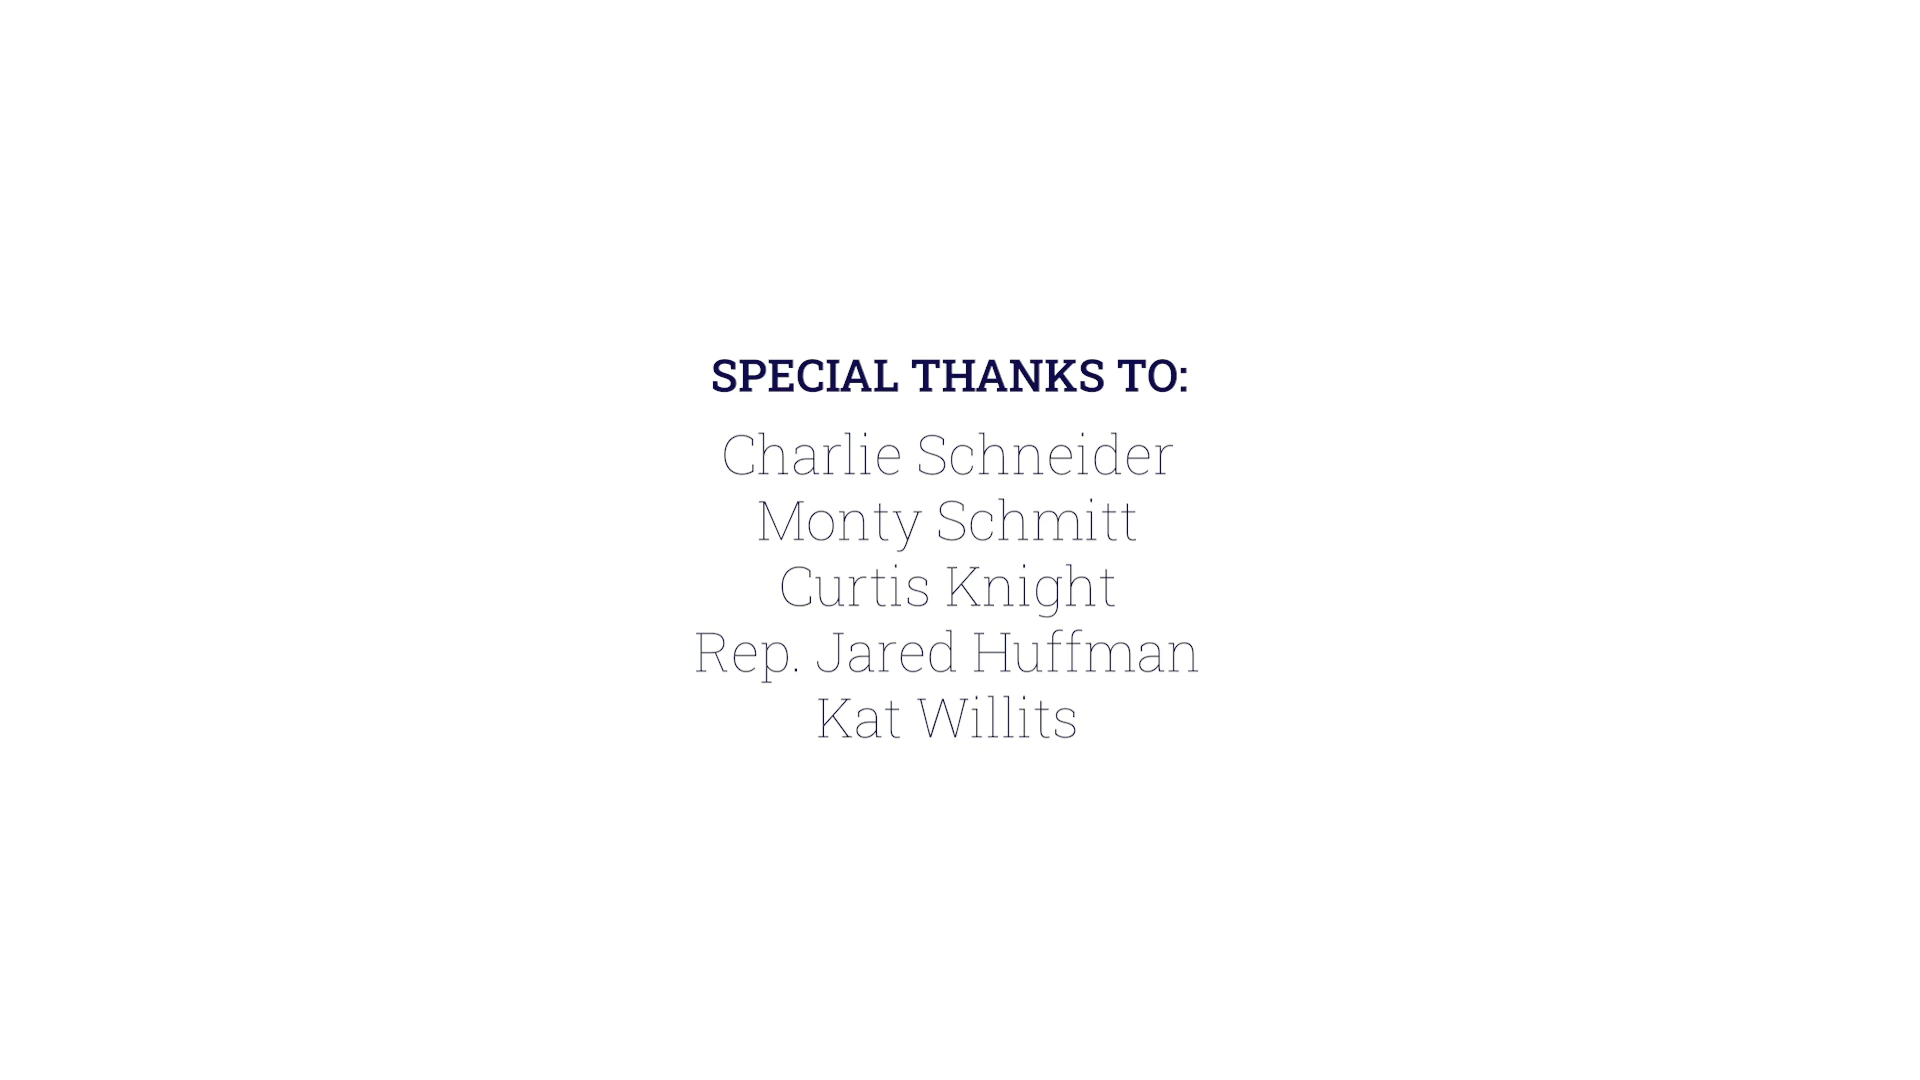 SPECIAL THANKS TO:
Charlie Schneider
Monty Schmitt
Curtis Knight
Rep. Jared Huffman
Kat Willits